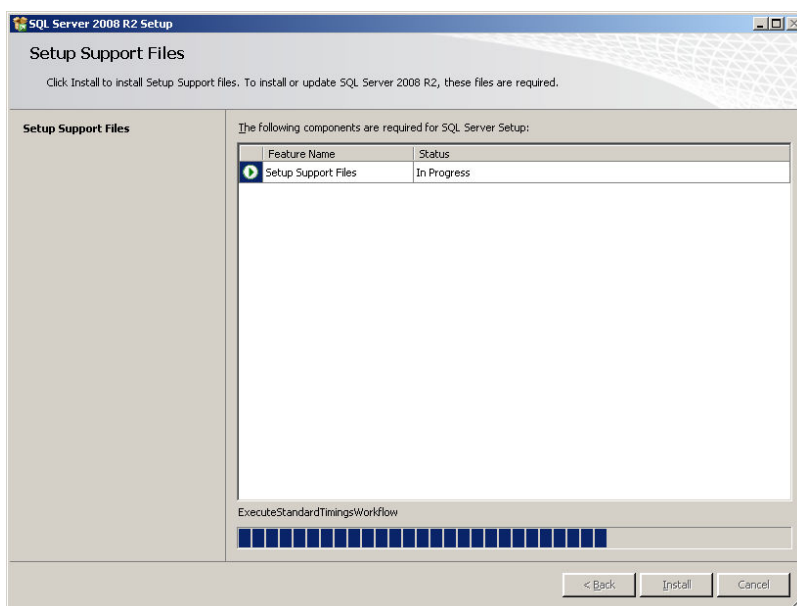 SQL Server 2008 R2 Setup
Setup Support Files
Click Install to install Setup Support files. To install or update SQL Server 2008 R2, these files are required.
Setup Support Files
The following components are required for SQL Server Setup:
Feature Name Status
Setup Support Files In Progress
ExecuteStandardTimingsWorkflow
< Back Install Cancel